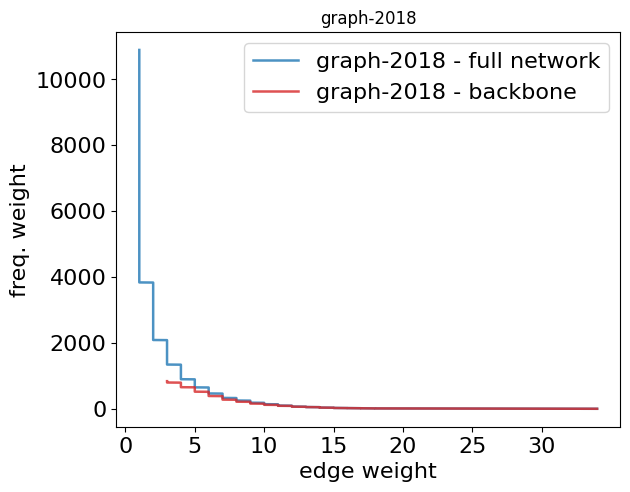 graph-2018
graph-2018 - full network
graph-2018 - backbone
freq. weight
10000
8000
6000
4000
2000
0
0 5 10 15 20 25 30
edge weight